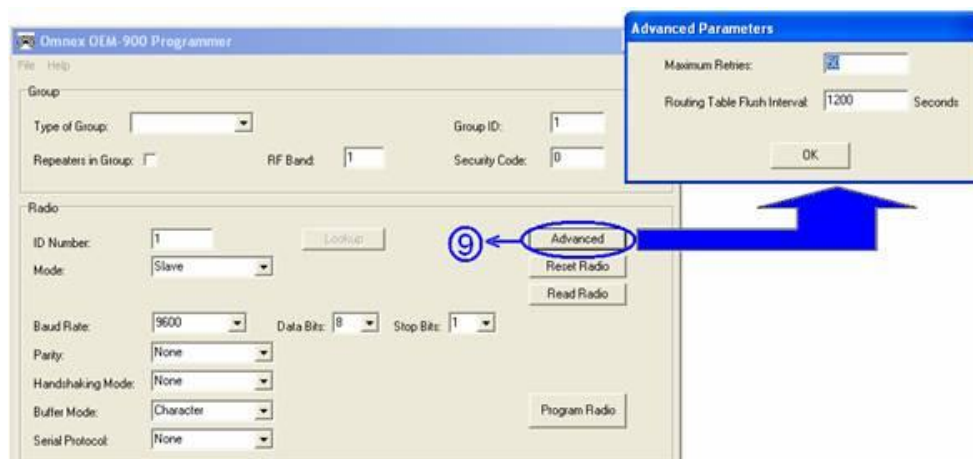 Omnex OEM-900 Programmer
File Help
Group
Type of Group:
Group ID: 1
Repeaters in Group: RF Band: 1 Security Code: 0
Radio
ID Number: 1 Lookup 9 Advanced
Mode: Slave Reset Radio
Read Radio
Baud Rate: 9600 Data Bits: 8 Stop Bits: 1
Parity: None
Handshaking Mode: None
Buffer Mode: Character Program Radio
Serial Protocol: None
Advanced Parameters
Maximum Retries: 50
Routing Table Flush Interval: 1200 Seconds
OK